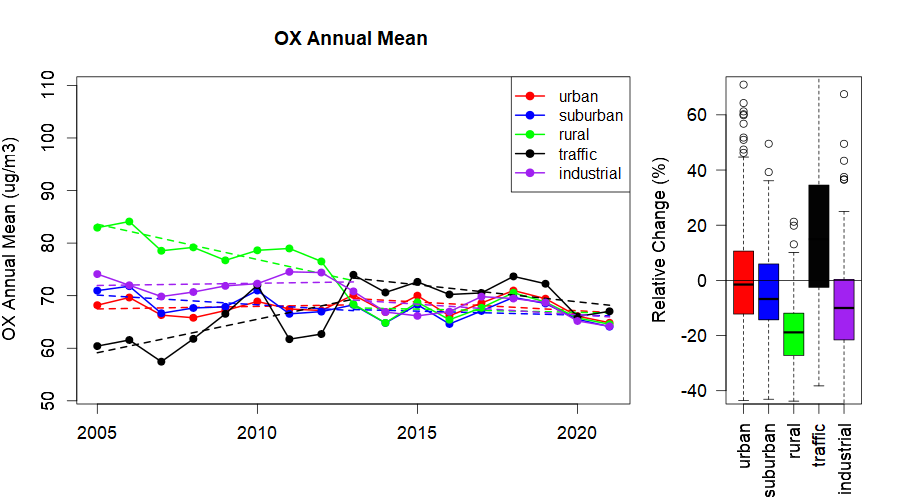 OX Annual Mean
OX Annual Mean (ug/m3)
110
100
90
80
70
60
50
2005
2010
2015
2020
urban
suburban
rural
traffic
industrial
Relative Change (%)
60
40
20
0
-20
-40
urban
suburban
rural
traffic
industrial